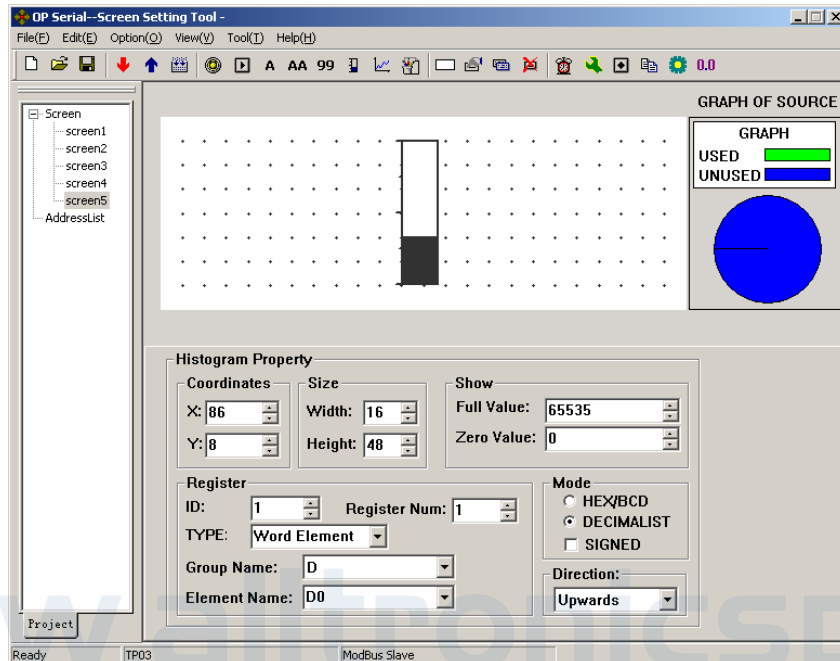 OP Serial--Screen Setting Tool -
File(F) Edit(E) Option(O) View(V) Tool(T) Help(H)
A AA 99 0.0
Screen
screen1
screen2
screen3
screen4
screen5
AddressList
Project
GRAPH OF SOURCE
GRAPH
USED
UNUSED
Histogram Property
Coordinates
X: 86
Y: 8
Size
Width: 16
Height: 48
Show
Full Value: 65535
Zero Value: 0
Register
ID: 1 Register Num: 1
TYPE: Word Element
Group Name: D
Element Name: D0
Mode
HEX/BCD
DECIMALIST
SIGNED
Direction:
Upwards
w.alltronicsD
Ready TP03 ModBus Slave